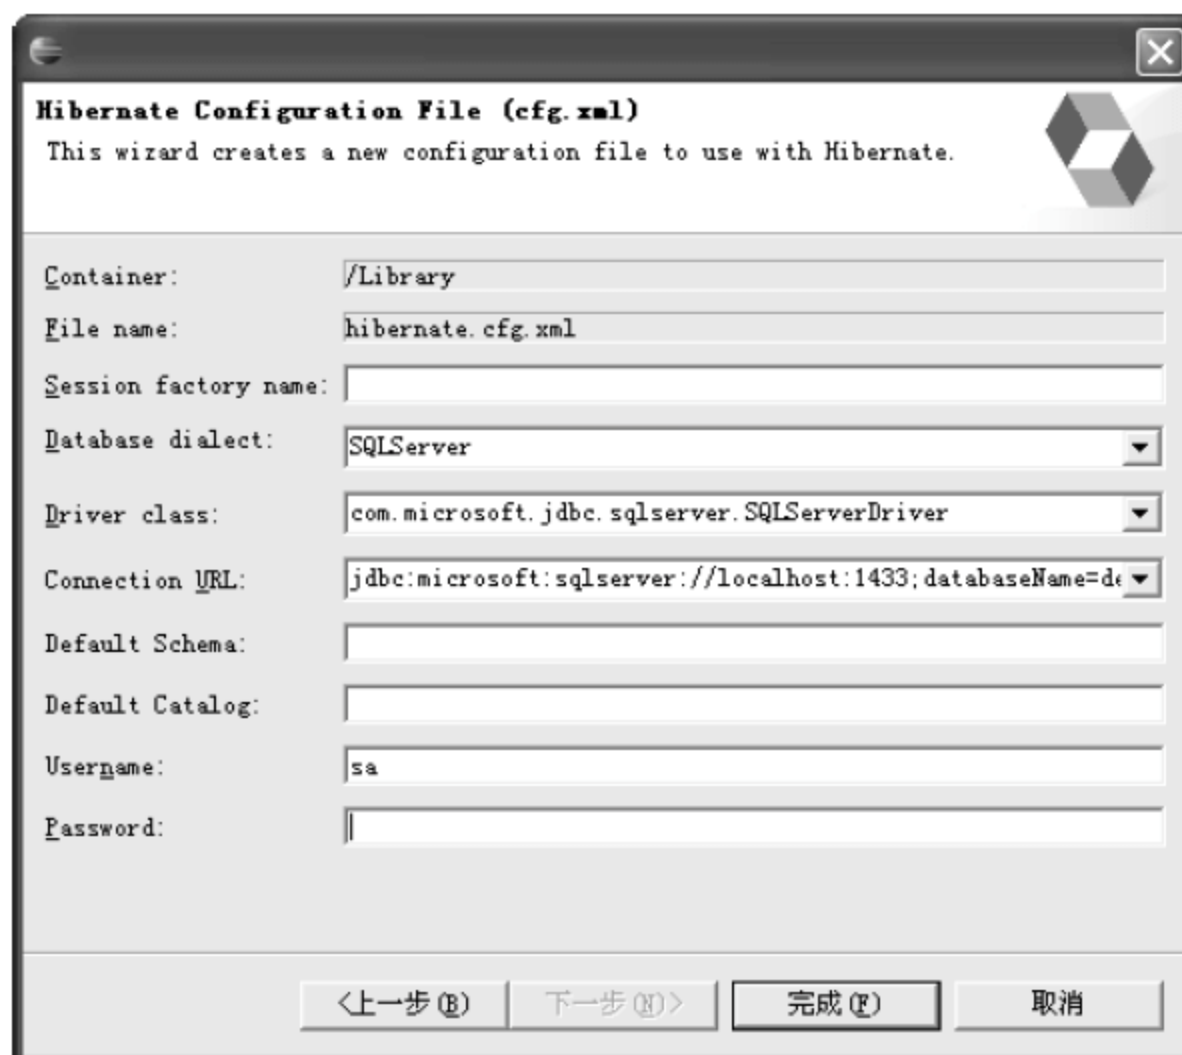 Hibernate Configuration File (cfg.xml)
This wizard creates a new configuration file to use with Hibernate.
Container: /Library
File name: hibernate.cfg.xml
Session factory name:
Database dialect: SQLServer
Driver class: com.microsoft.jdbc.sqlserver.SQLServerDriver
Connection URL: jdbc:microsoft:sqlserver://localhost:1433;databaseName=de
Default Schema:
Default Catalog:
Username: sa
Password:
<上一步(B) 下一步(N)> 完成(F) 取消